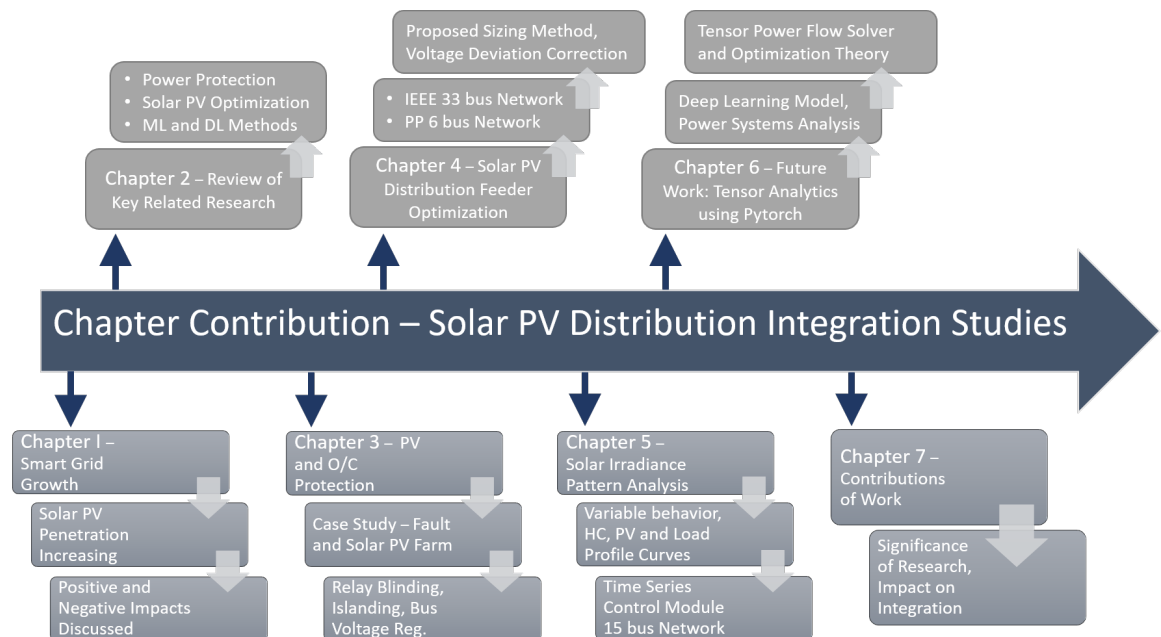 • Power Protection
• Solar PV Optimization
• ML and DL Methods
Chapter 2 – Review of
Key Related Research
Proposed Sizing Method,
Voltage Deviation Correction
• IEEE 33 bus Network
• PP 6 bus Network
Chapter 4 – Solar PV
Distribution Feeder
Optimization
Tensor Power Flow Solver
and Optimization Theory
Deep Learning Model,
Power Systems Analysis
Chapter 6 – Future
Work: Tensor Analytics
using Pytorch
Chapter Contribution – Solar PV Distribution Integration Studies
Chapter I –
Smart Grid
Growth
Solar PV
Penetration
Increasing
Positive and
Negative Impacts
Discussed
Chapter 3 – PV
and O/C
Protection
Case Study – Fault
and Solar PV Farm
Relay Blinding,
Islanding, Bus
Voltage Reg.
Chapter 5 –
Solar Irradiance
Pattern Analysis
Variable behavior,
HC, PV and Load
Profile Curves
Time Series
Control Module
15 bus Network
Chapter 7 –
Contributions
of Work
Significance
of Research,
Impact on
Integration